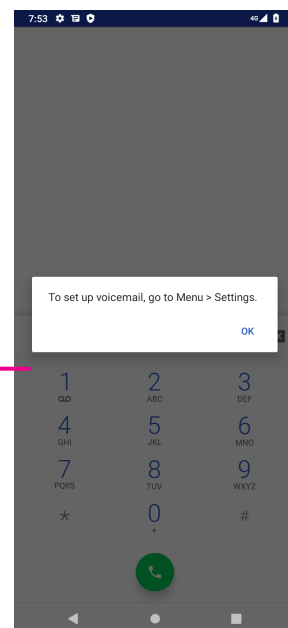 7:53
4G
To set up voicemail, go to Menu > Settings.
OK
1 2 3
ABC DEF
4 5 6
GHI JKL MNO
7 8 9
PQRS TUV WXYZ
* 0 #
+